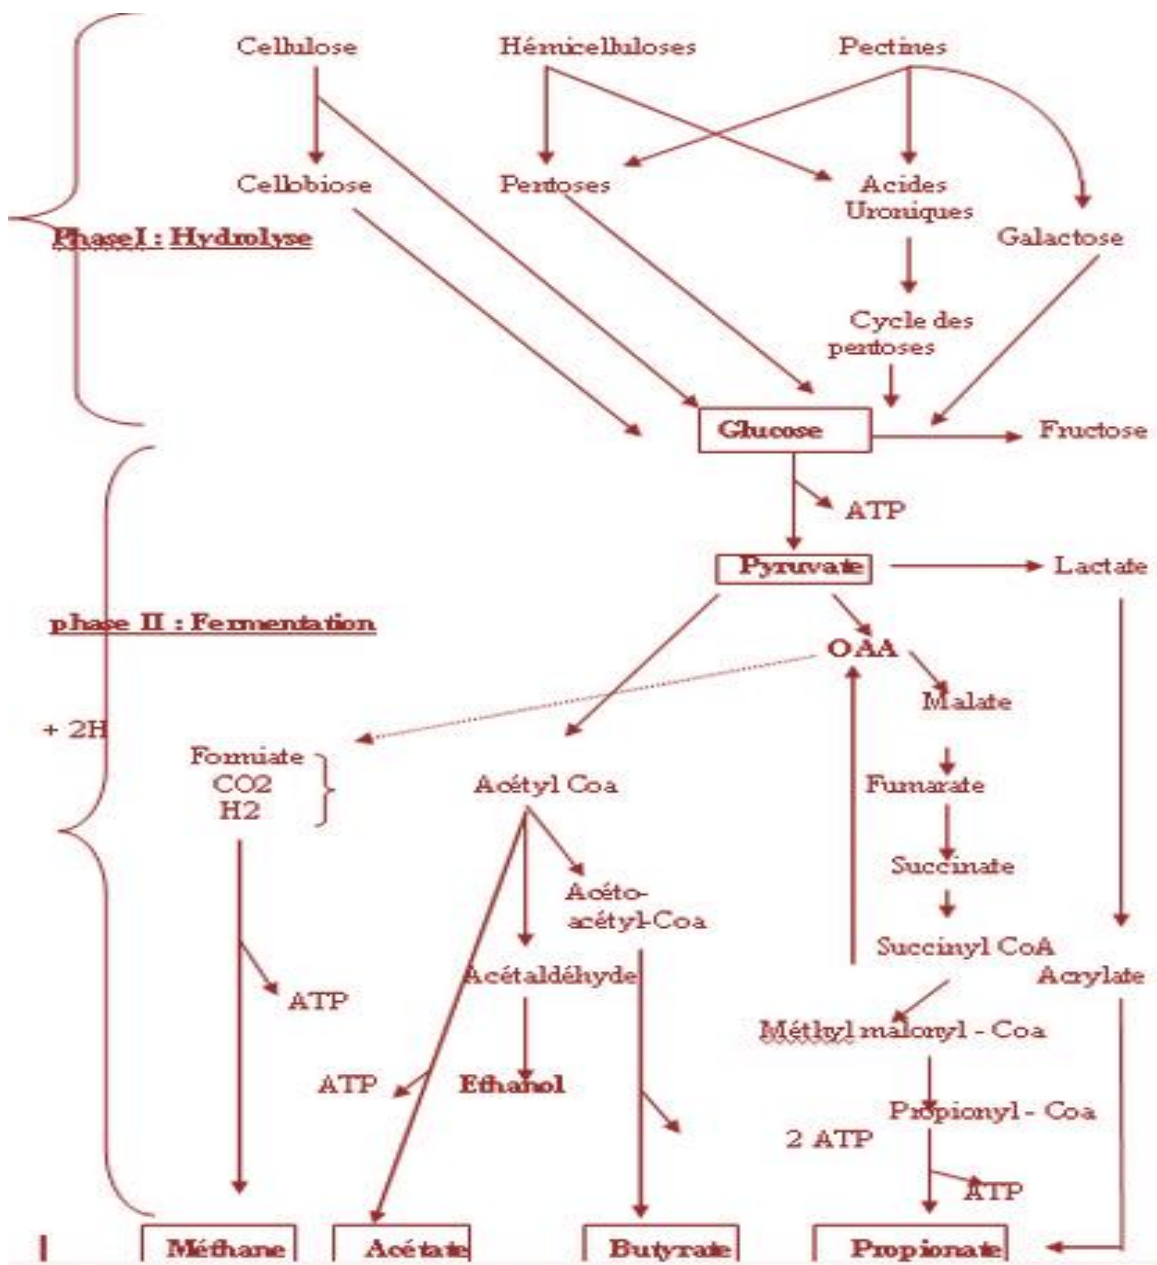 Cellulose
Hémicelluloses
Pectines
Cellobiose
Pentoses
Acides
Uroniques
Phase I : Hydrolyse
Galactose
Cycle des
pentoses
Glucose
Fructose
ATP
Pyruvate
Lactate
phase II : Fermentation
OAA
Malate
+ 2H
Formiate
CO2
H2
Acétyl Coa
Fumarate
Succinate
Acéto-
acétyl-Coa
Succinyl CoA
Acétaldéhyde
Acrylate
ATP
Méthyl malonyl - Coa
ATP
Ethanol
Propionyl - Coa
2 ATP
ATP
Méthane
Acétate
Butyrate
Propionate